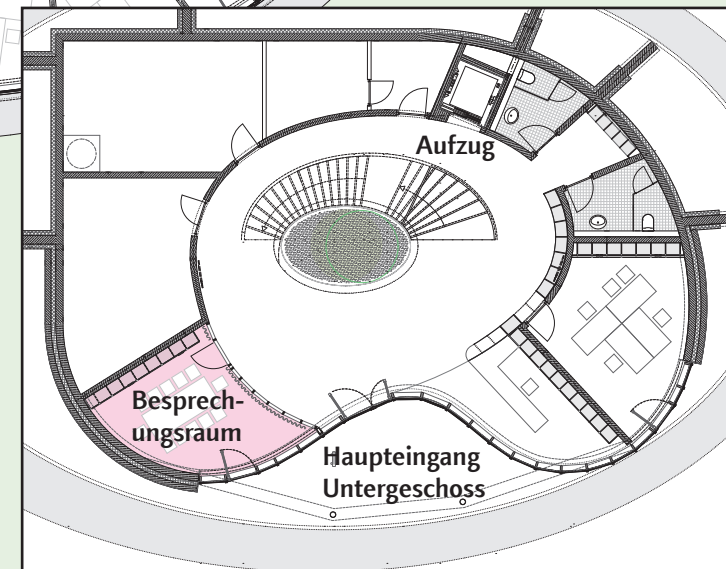 Aufzug
Besprech-
ungsraum
Haupteingang
Untergeschoss